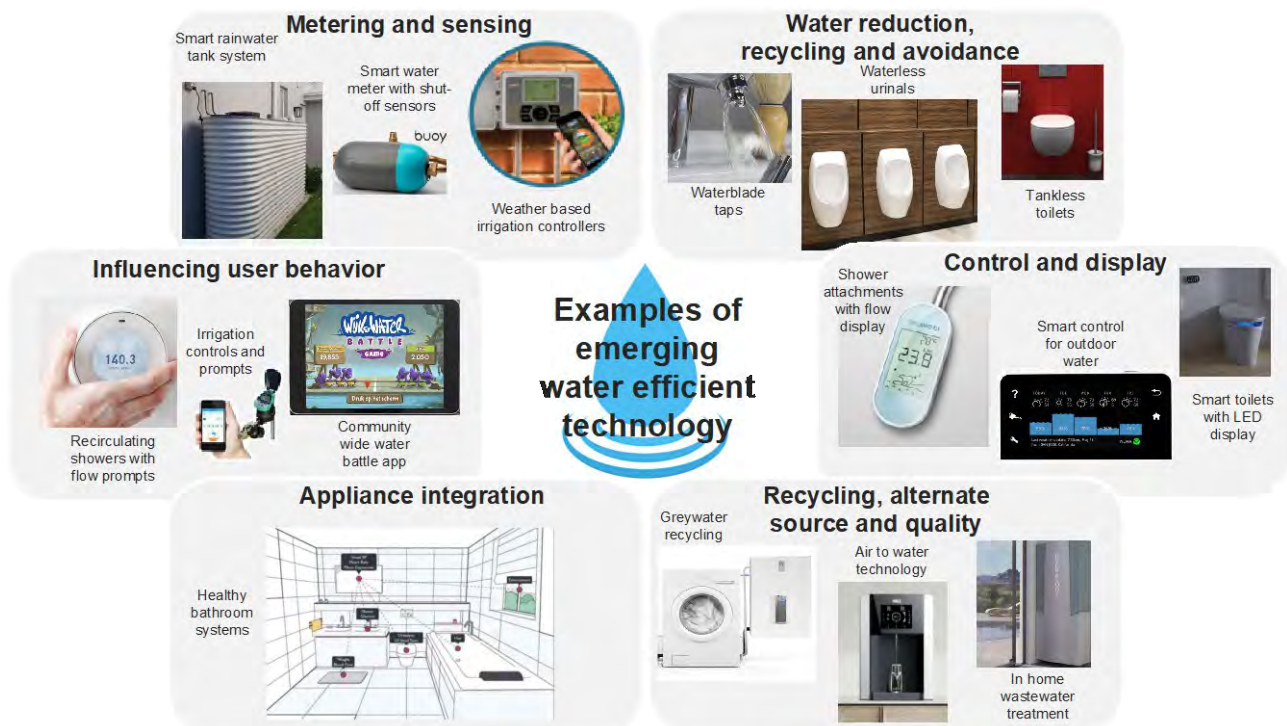 Metering and sensing
Smart rainwater
tank system
Smart water
meter with shut-
off sensors
buoy
Weather based
irrigation controllers
Water reduction,
recycling and avoidance
Waterless
urinals
Waterblade
taps
Tankless
toilets
Influencing user behavior
140.3
Irrigation
controls and
prompts
WATER
BATTLE
Recirculating
showers with
flow prompts
Community
wide water
battle app
Examples of
emerging
water efficient
technology
Control and display
Shower
attachments
with flow
display
23.8
Smart control
for outdoor
water
?
TODAY
Smart toilets
with LED
display
Appliance integration
Healthy
bathroom
systems
Recycling, alternate
source and quality
Greywater
recycling
Air to water
technology
In home
wastewater
treatment